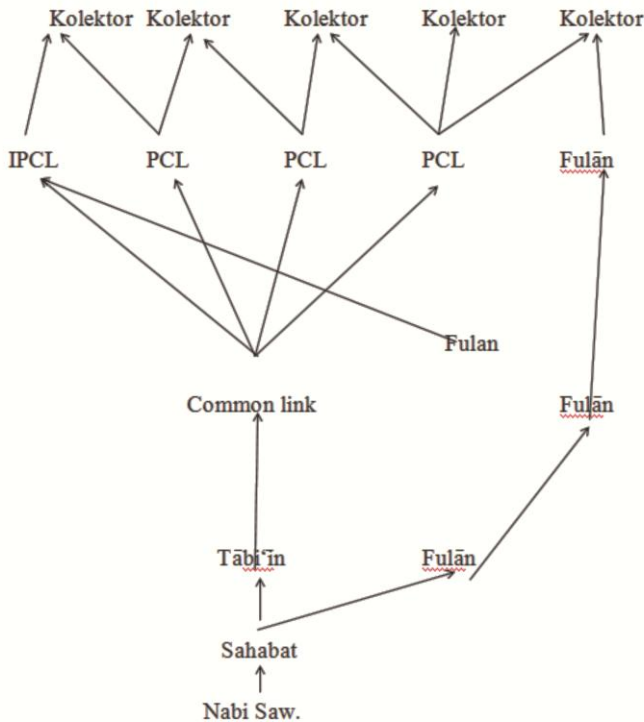 Kolektor Kolektor Kolektor Kolektor Kolektor
IPCL PCL PCL PCL Fulān
Fulan
Common link Fulān
Tābi‘īn Fulān
Sahabat
Nabi Saw.